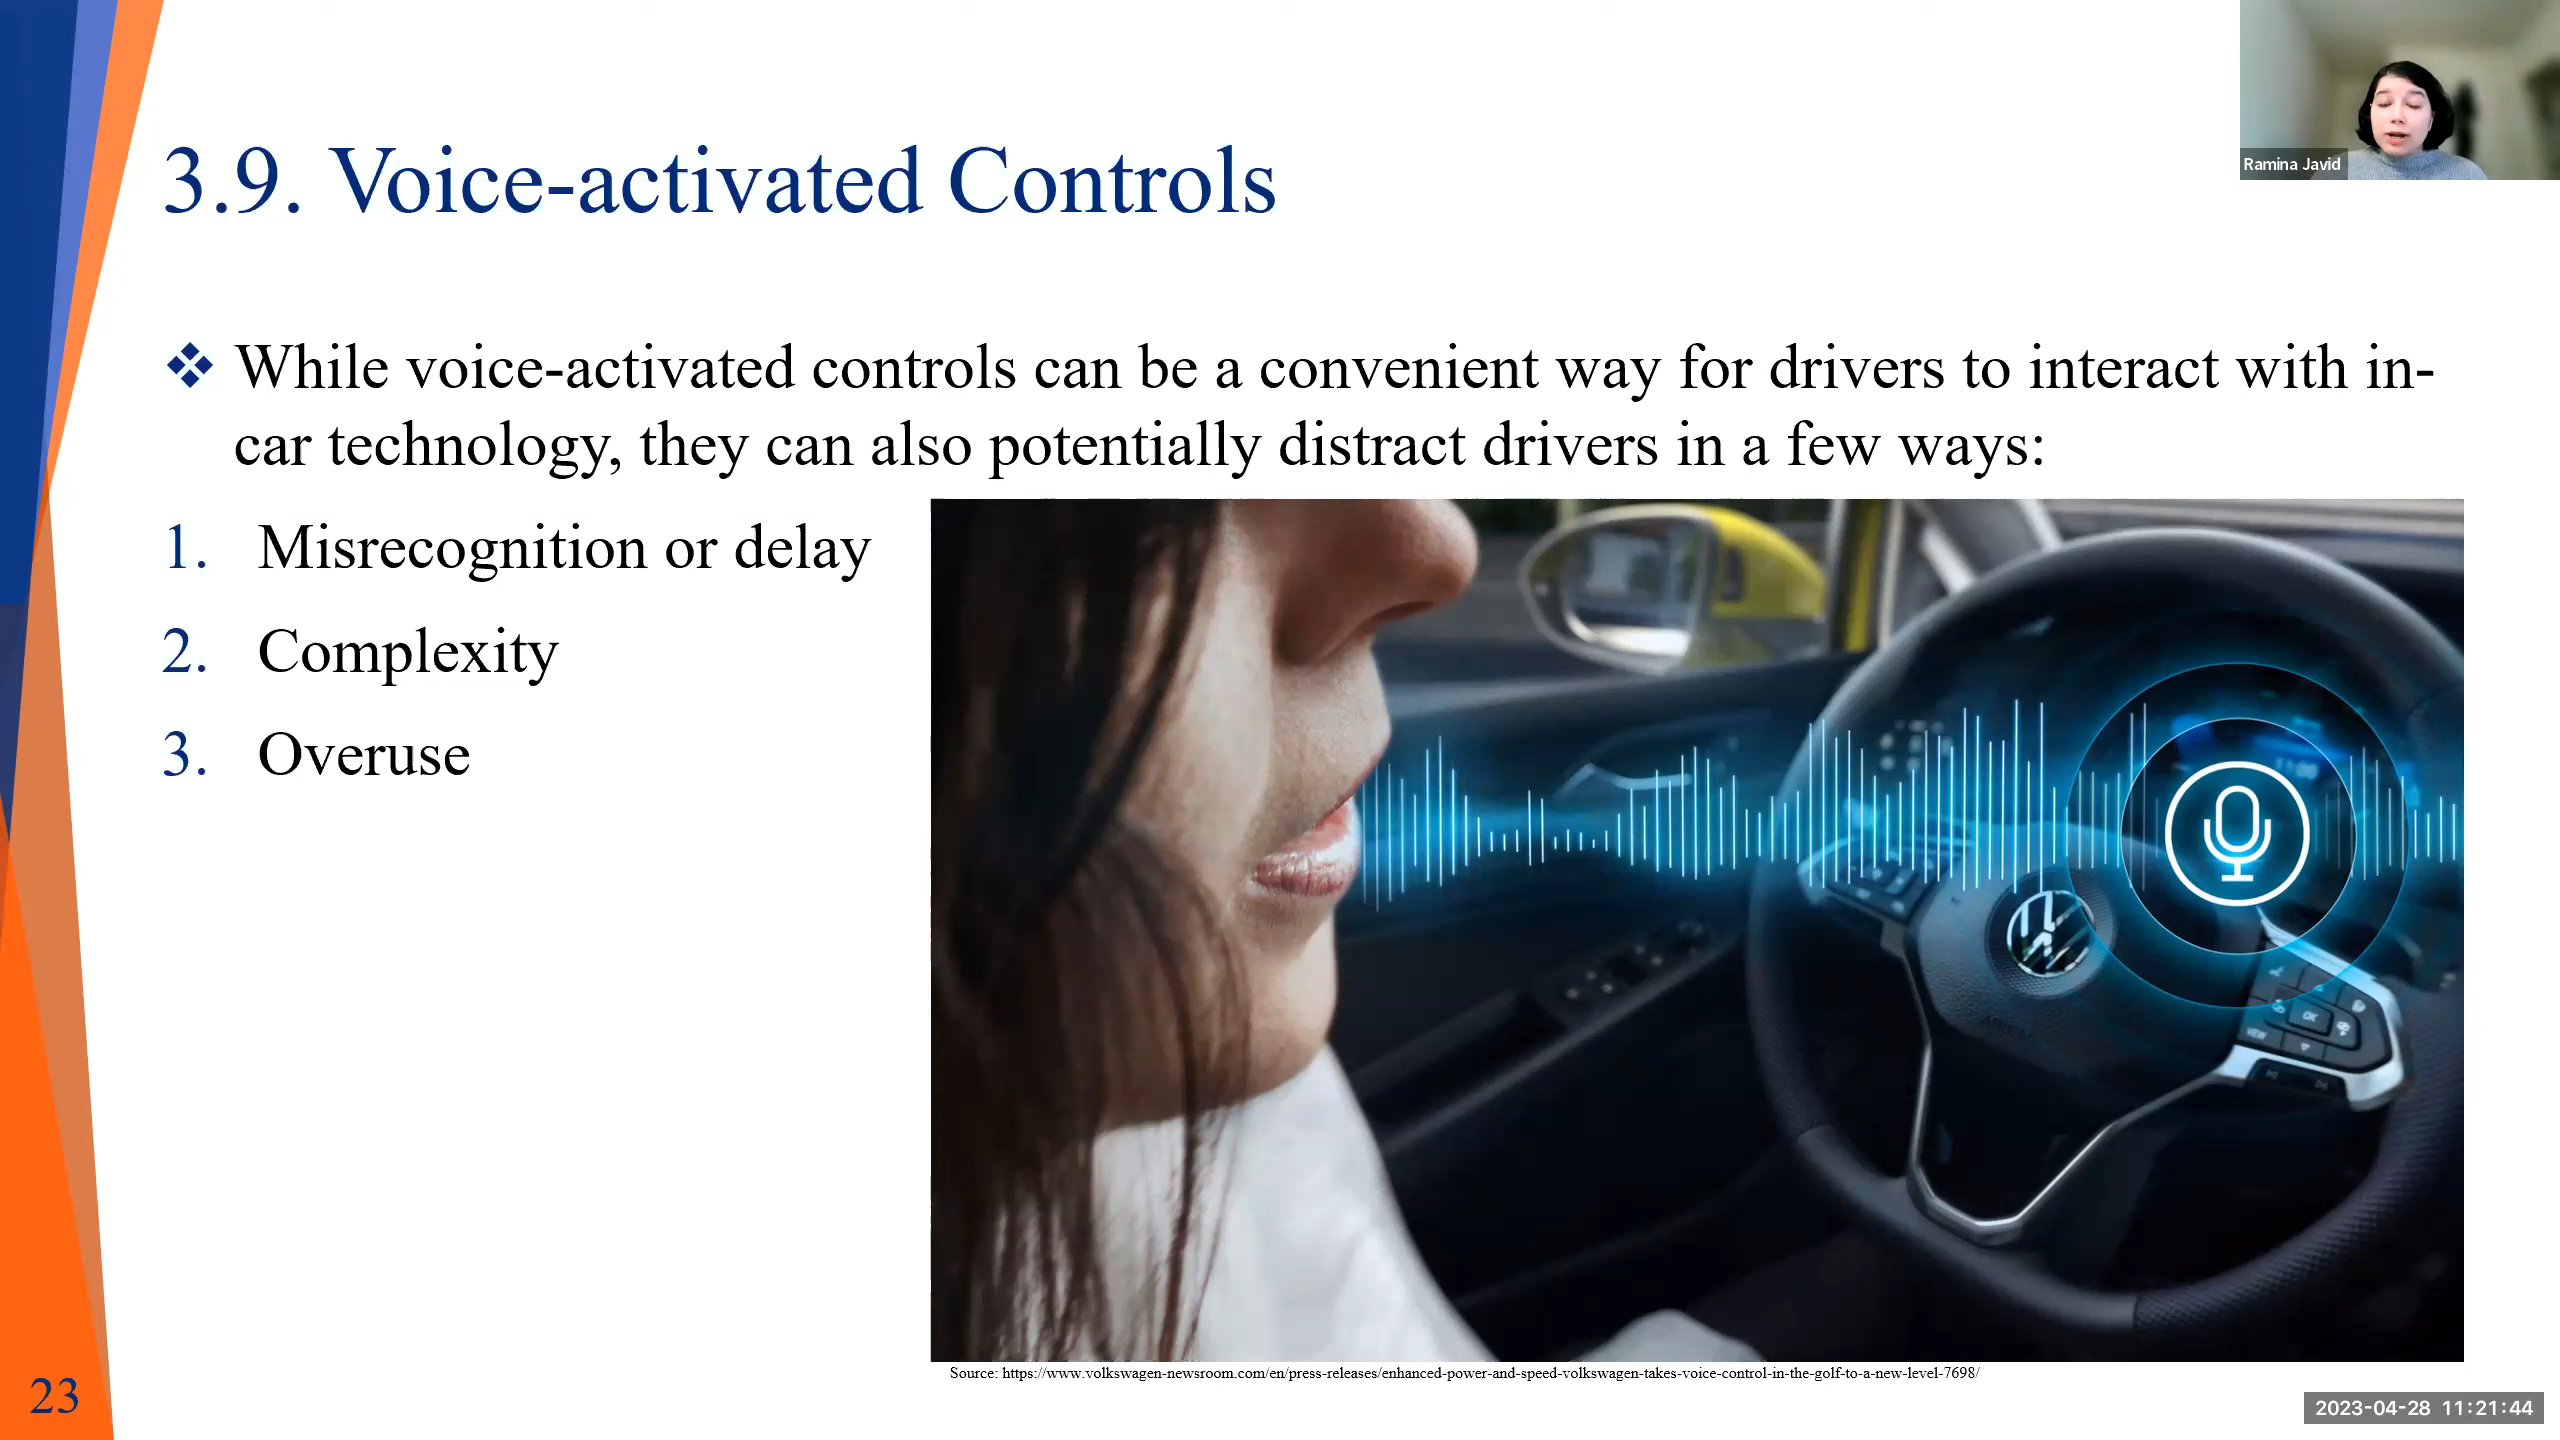 Ramina Javid
3.9. Voice-activated Controls
❖ While voice-activated controls can be a convenient way for drivers to interact with in-
car technology, they can also potentially distract drivers in a few ways:
1. Misrecognition or delay
2. Complexity
3. Overuse
VIEW
OK
Source: https://www.volkswagen-newsroom.com/en/press-releases/enhanced-power-and-speed-volkswagen-takes-voice-control-in-the-golf-to-a-new-level-7698/
23
2023-04-28 11:21:44